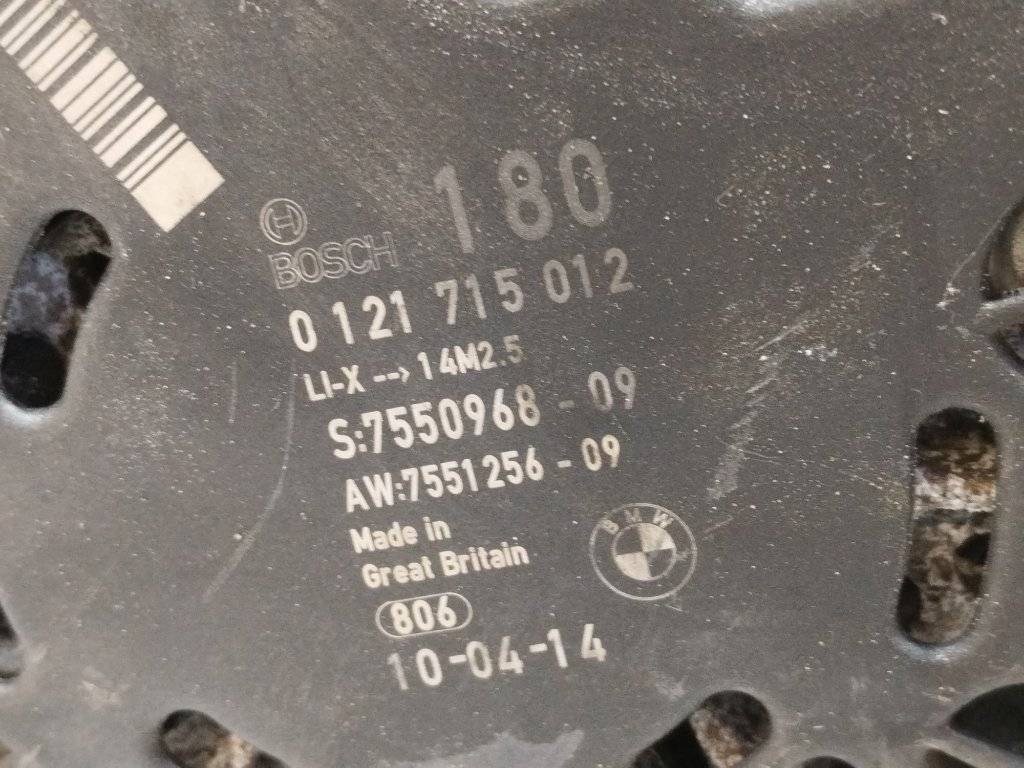 180
BOSCH
0 121 715 012
LI-X --> 14M2.5
S:7550968 - 09
AW:7551256 - 09
Made in
Great Britain
BMW
806
10-04-14